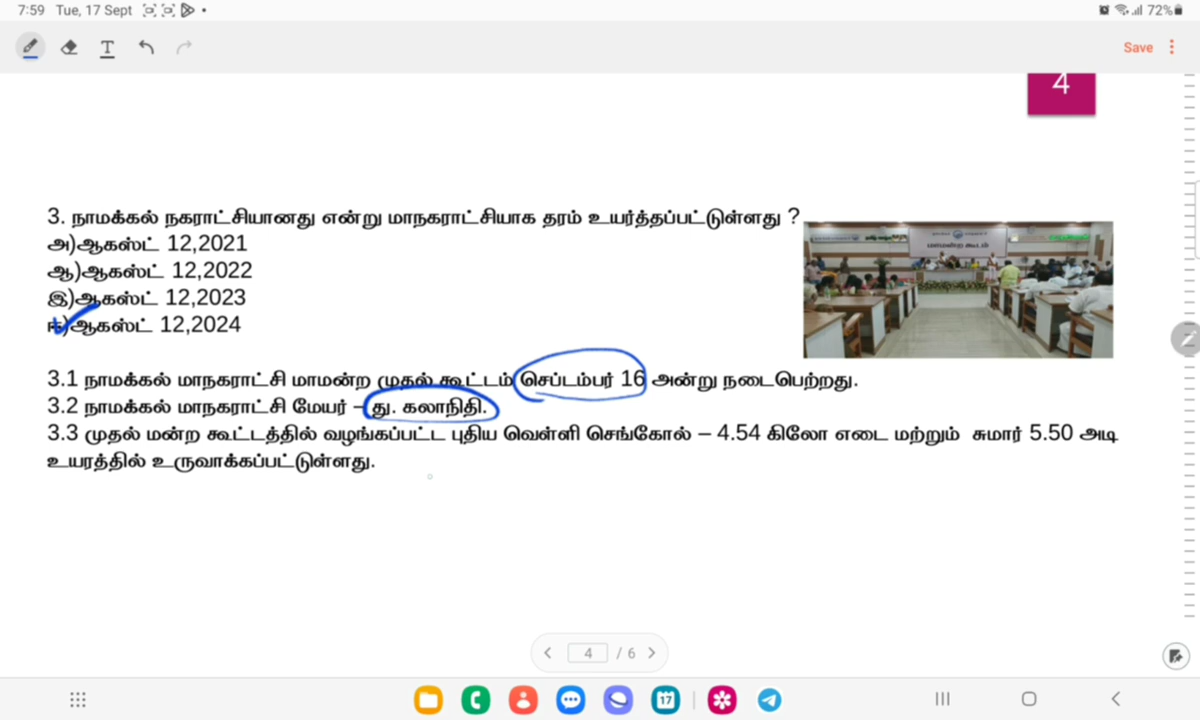 7:59 Tue, 17 Sept
72%
T
Save
4
3. நாமக்கல் நகராட்சியானது என்று மாநகராட்சியாக தரம் உயர்த்தப்பட்டுள்ளது ?
அ)ஆகஸ்ட் 12,2021
ஆ)ஆகஸ்ட் 12,2022
இ)ஆகஸ்ட் 12,2023
ஈ)ஆகஸ்ட் 12,2024
மாமன்ற கூடம்
3.1 நாமக்கல் மாநகராட்சி மாமன்ற முதல் கூட்டம் செப்டம்பர் 16 அன்று நடைபெற்றது.
3.2 நாமக்கல் மாநகராட்சி மேயர் – து. கலாநிதி.
3.3 முதல் மன்ற கூட்டத்தில் வழங்கப்பட்ட புதிய வெள்ளி செங்கோல் – 4.54 கிலோ எடை மற்றும் சுமார் 5.50 அடி
உயரத்தில் உருவாக்கப்பட்டுள்ளது.
4 / 6
17